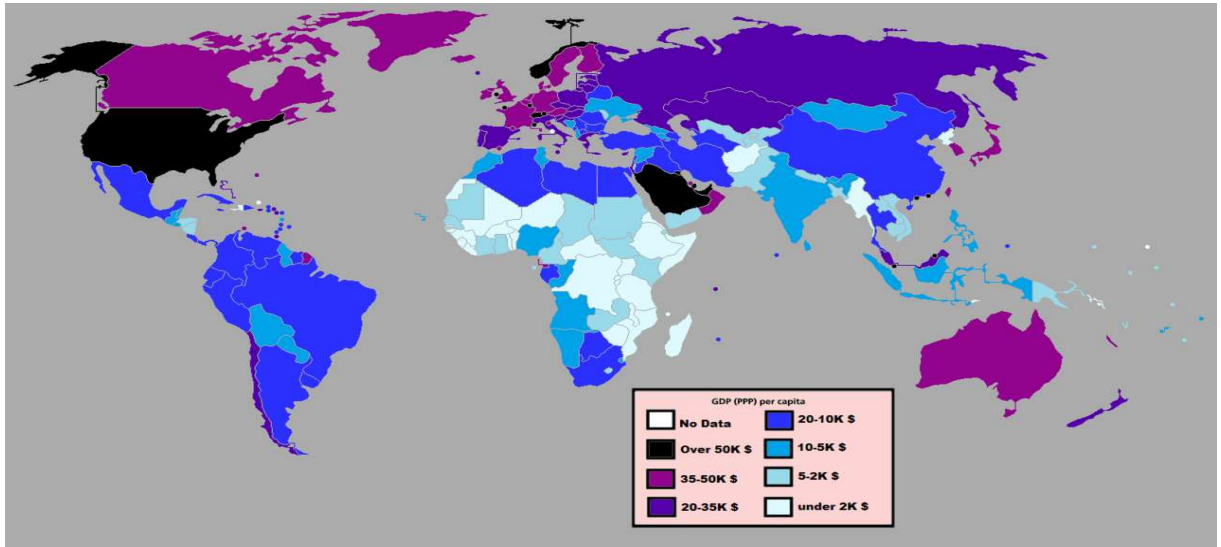 GDP (PPP) per capita
No Data
Over 50K $
35-50K $
20-35K $
20-10K $
10-5K $
5-2K $
under 2K $